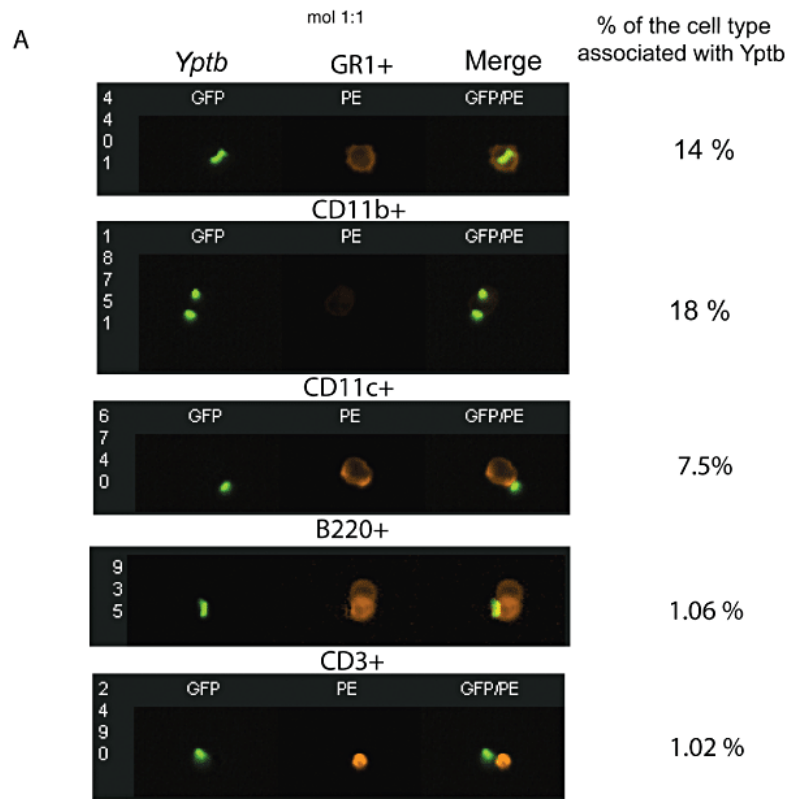 A
mol 1:1
% of the cell type
associated with Yptb
Yptb GR1+ Merge
4 GFP PE GFP/PE
4
0
1
14 %
CD11b+
1 GFP PE GFP/PE
8
7
5
1
18 %
CD11c+
6 GFP PE GFP/PE
7
4
0
7.5%
B220+
9
3
5
1.06 %
CD3+
2 GFP PE GFP/PE
4
9
0
1.02 %